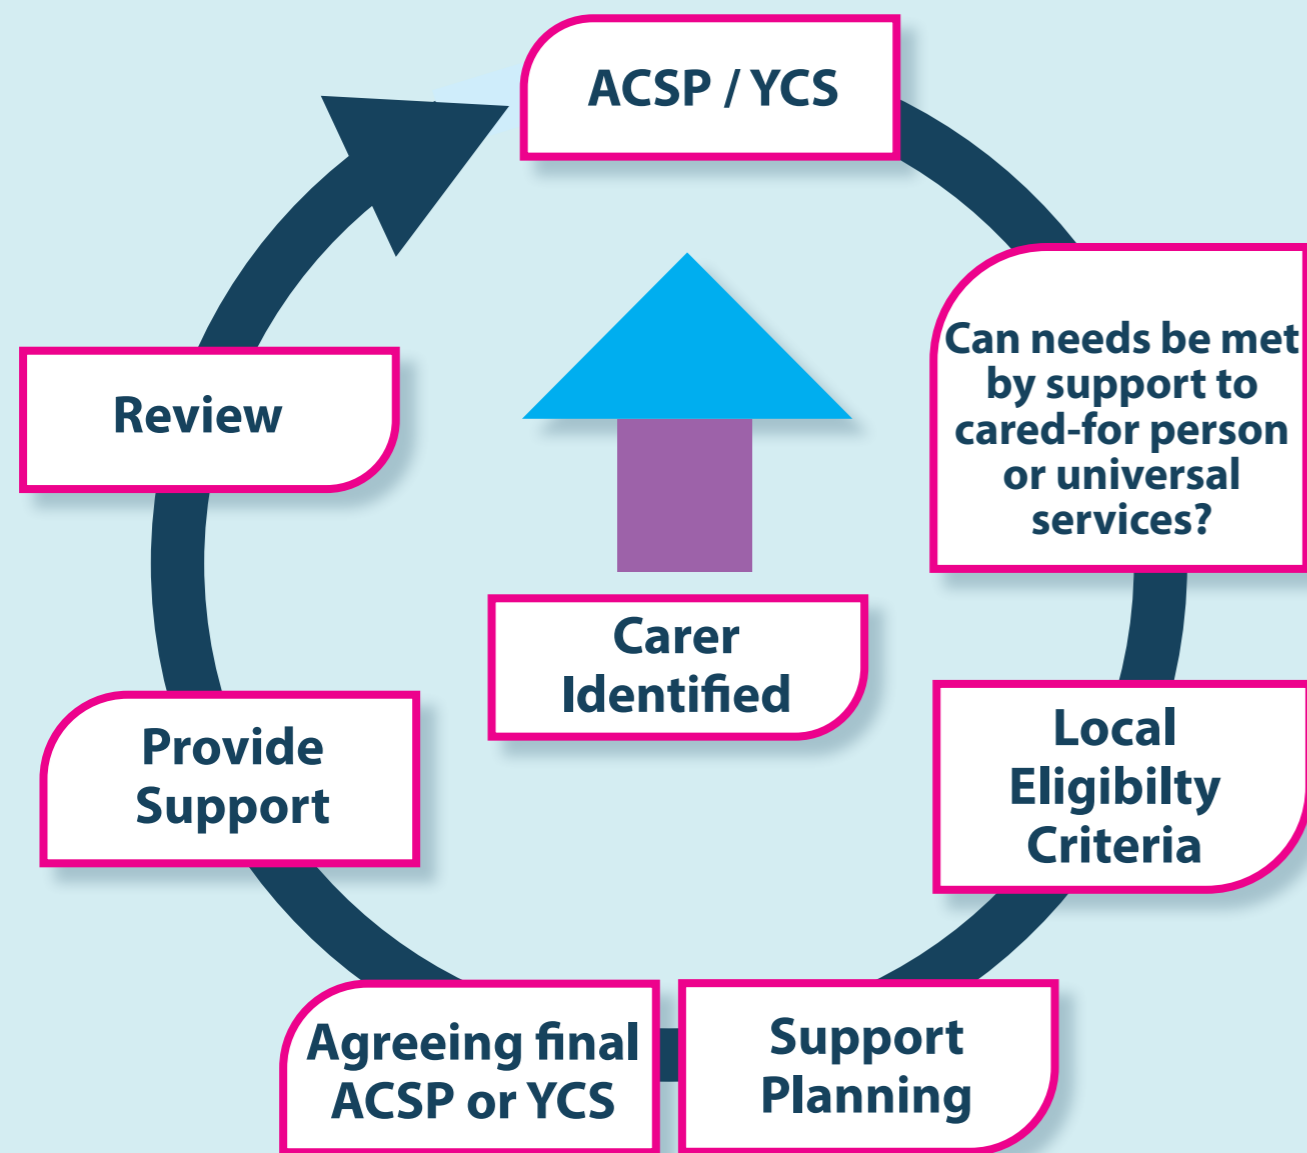 ACSP / YCS
Can needs be met
by support to
cared-for person
or universal
services?
Local
Eligibilty
Criteria
Support
Planning
Agreeing final
ACSP or YCS
Provide
Support
Review
Carer
Identified